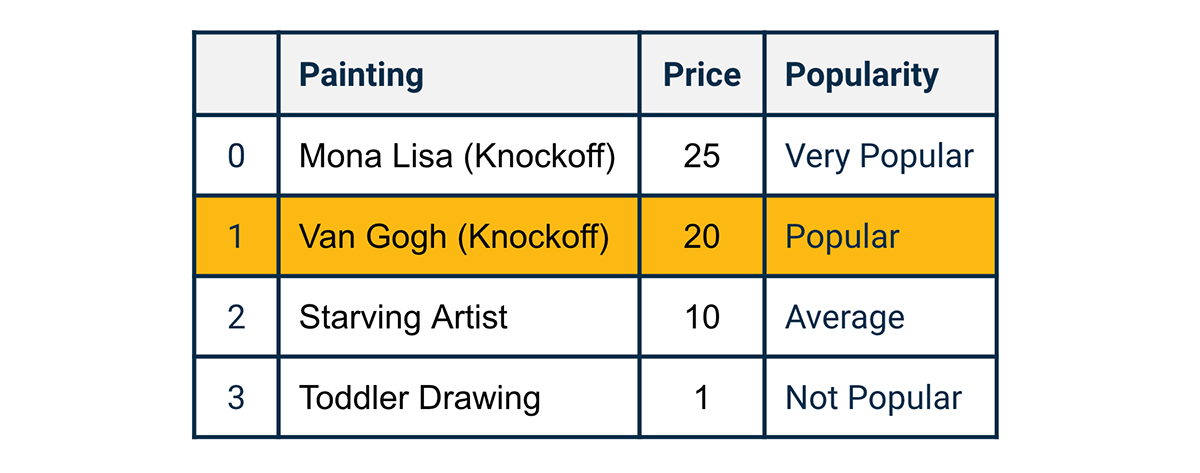 Painting Price Popularity
0 Mona Lisa (Knockoff) 25 Very Popular
1 Van Gogh (Knockoff) 20 Popular
2 Starving Artist 10 Average
3 Toddler Drawing 1 Not Popular